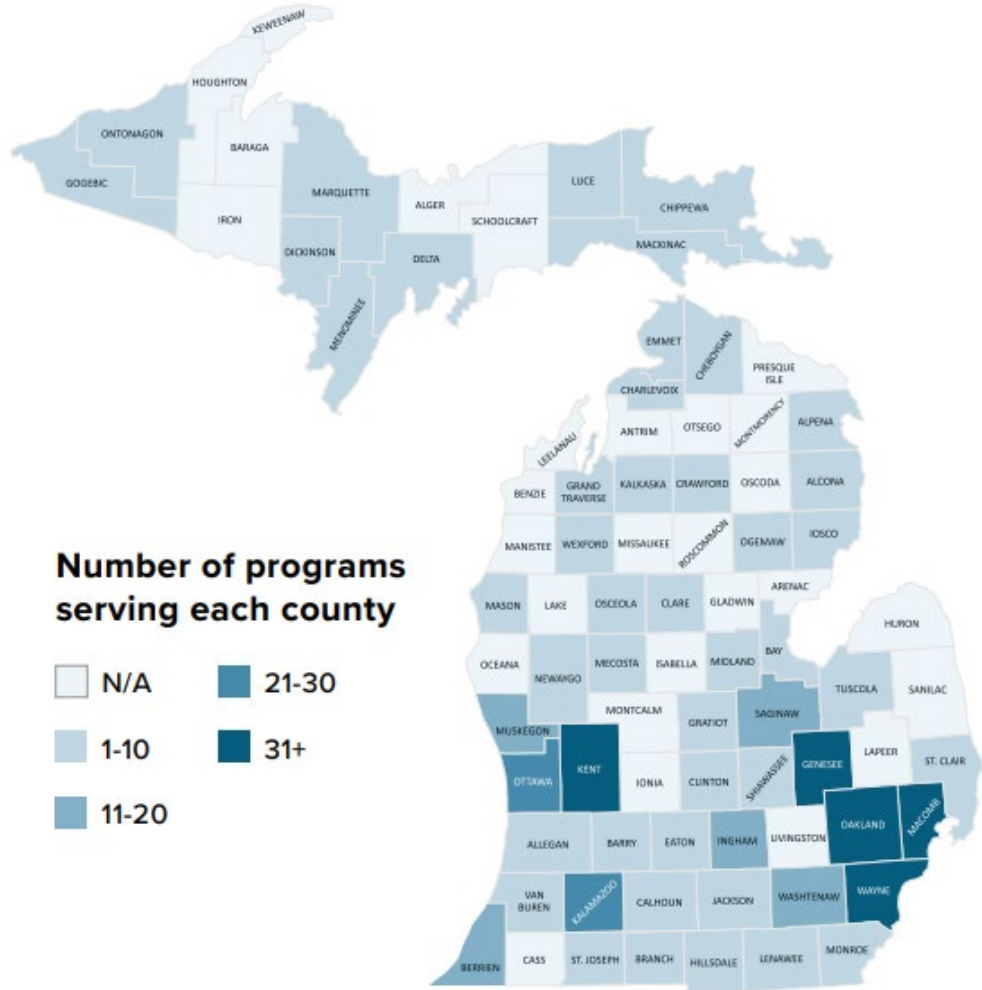 KEWEENAW
HOUGHTON
ONTONAGON
BARAGA
GOGEBIC
MARQUETTE
LUCE
ALGER
CHIPPEWA
IRON
SCHOOLCRAFT
DICKINSON
DELTA
MACKINAC
MENOMINEE
EMMET
CHEBOYGAN
PRESQUE
ISLE
CHARLEVOIX
LEELANAU
ANTRIM
OTSEGO
MONTMORENCY
ALPENA
BENZIE
GRAND
TRAVERSE
KALKASKA
CRAWFORD
OSCODA
ALCONA
MANISTEE
WEXFORD
MISSAUKEE
ROSCOMMON
OGEMAW
IOSCO
Number of programs
serving each county
N/A
21-30
1-10
31+
11-20
MASON
LAKE
OSCEOLA
CLARE
GLADWIN
ARENAC
HURON
OCEANA
NEWAYGO
MECOSTA
ISABELLA
MIDLAND
BAY
TUSCOLA
SANILAC
MUSKEGON
MONTCALM
GRATIOT
SAGINAW
OTTAWA
KENT
IONIA
CLINTON
SHIAWASSEE
GENESEE
LAPEER
ST. CLAIR
ALLEGAN
BARRY
EATON
INGHAM
LIVINGSTON
OAKLAND
MACOMB
VAN
BUREN
KALAMAZOO
CALHOUN
JACKSON
WASHTENAW
WAYNE
BERRIEN
CASS
ST. JOSEPH
BRANCH
HILLSDALE
LENAWEE
MONROE